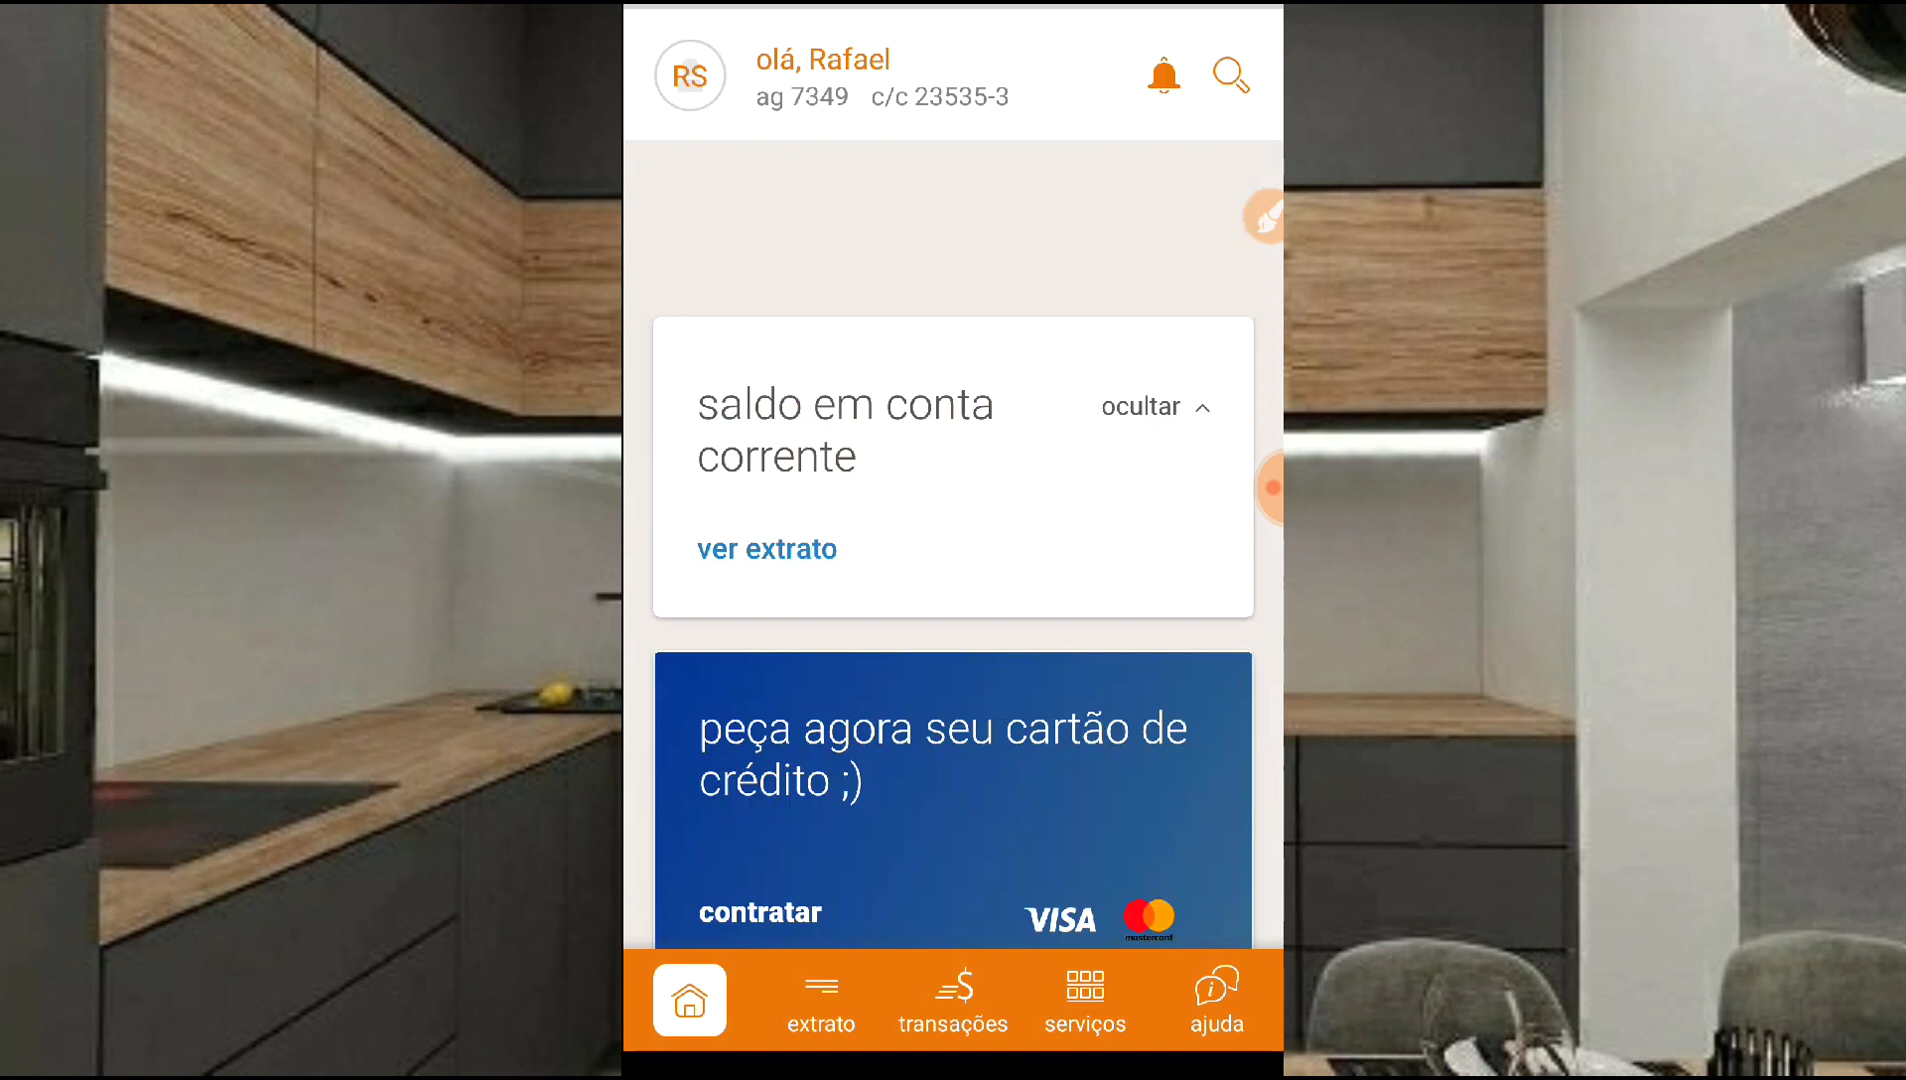 RS
olá, Rafael
ag 7349 c/c 23535-3
saldo em conta
corrente
ocultar
ver extrato
peça agora seu cartão de
crédito ;)
contratar
VISA
mastercard
extrato
transações
serviços
ajuda